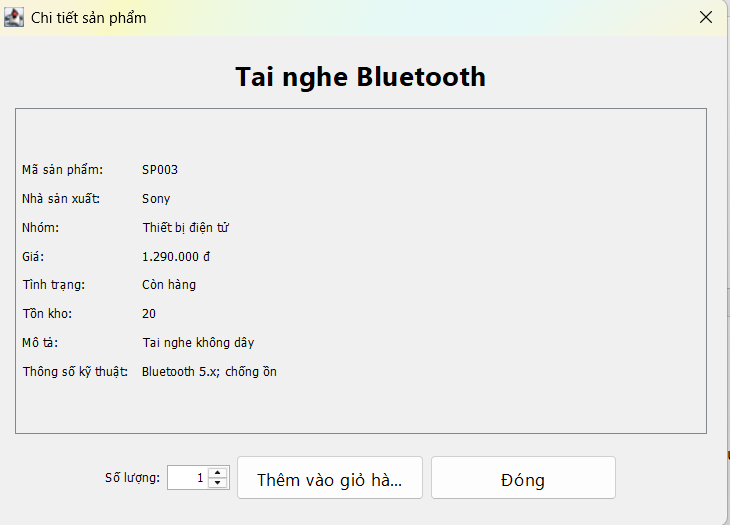 Chi tiết sản phẩm
Tai nghe Bluetooth
Mã sản phẩm: SP003
Nhà sản xuất: Sony
Nhóm: Thiết bị điện tử
Giá: 1.290.000 đ
Tình trạng: Còn hàng
Tồn kho: 20
Mô tả: Tai nghe không dây
Thông số kỹ thuật: Bluetooth 5.x; chống ồn
Số lượng: 1 Thêm vào giỏ hà... Đóng